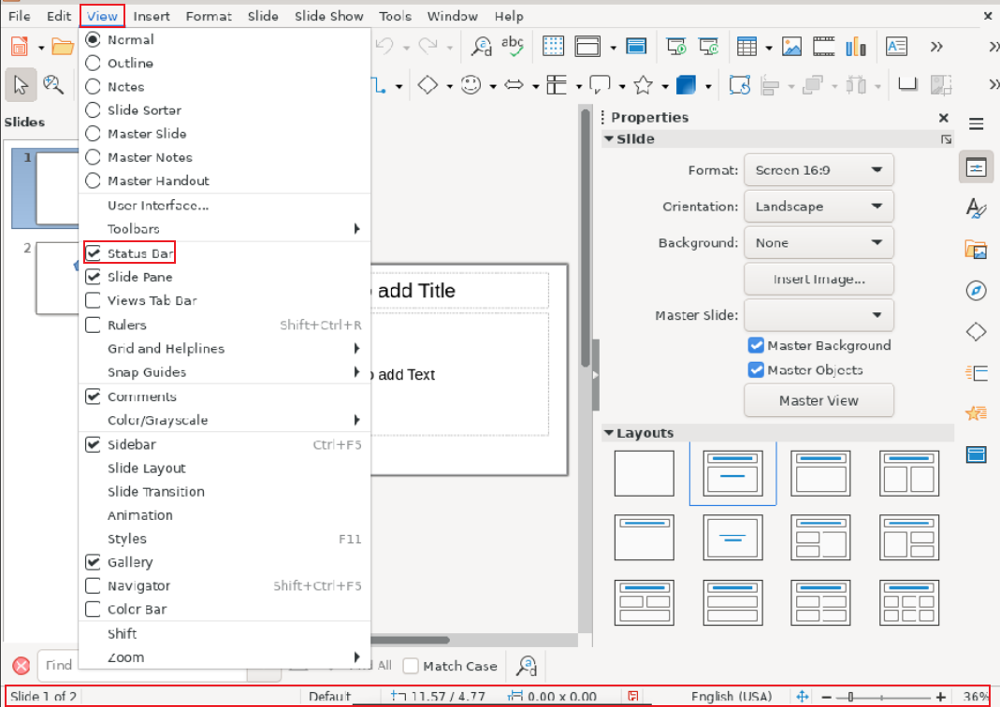 File Edit View Insert Format Slide Slide Show Tools Window Help
Normal
Outline
Notes
Slide Sorter
Master Slide
Master Notes
Master Handout
User Interface...
Toolbars
Status Bar
Slide Pane
Views Tab Bar
Rulers Shift+Ctrl+R
Grid and Helplines
Snap Guides
Comments
Color/Grayscale
Sidebar Ctrl+F5
Slide Layout
Slide Transition
Animation
Styles F11
Gallery
Navigator Shift+Ctrl+F5
Color Bar
Shift
Zoom
Slides
1
2
add Title
add Text
Properties
Slide
Format: Screen 16:9
Orientation: Landscape
Background: None
Insert Image...
Master Slide:
Master Background
Master Objects
Master View
Layouts
Find All Match Case
Slide 1 of 2 Default 11.57 / 4.77 0.00 x 0.00 English (USA) 36%